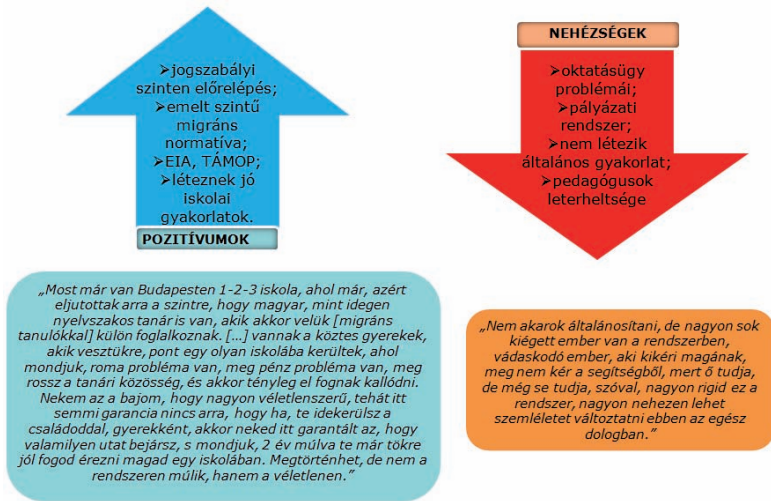 ➢jogszabályi
szinten előrelépés;
➢emelt szintű
migráns
normatíva;
➢EIA, TÁMOP;
➢léteznek jó
iskolai
gyakorlatok.
POZITÍVUMOK
NEHÉZSÉGEK
➢oktatásügy
problémái;
➢pályázati
rendszer;
➢nem létezik
általános gyakorlat;
➢pedagógusok
leterheltsége
„Most már van Budapesten 1-2-3 iskola, ahol már, azért
eljutottak arra a szintre, hogy magyar, mint idegen
nyelvszakos tanár is van, akik akkor velük [migráns
tanulókkal] külön foglalkoznak. […] vannak a köztes gyerekek,
akik vesztükre, pont egy olyan iskolába kerültek, ahol
mondjuk, roma probléma van, meg pénz probléma van, meg
rossz a tanári közösség, és akkor tényleg el fognak kallódni.
Nekem az a bajom, hogy nagyon véletlenszerű, tehát itt
semmi garancia nincs arra, hogy ha, te idekerülsz a
családoddal, gyerekként, akkor neked itt garantált az, hogy
valamilyen utat bejársz, s mondjuk, 2 év múlva te már tökre
jól fogod érezni magad egy iskolában. Megtörténhet, de nem a
rendszeren múlik, hanem a véletlenen.”
„Nem akarok általánosítani, de nagyon sok
kiégett ember van a rendszerben,
vádaskodó ember, aki kikéri magának,
meg nem kér a segítségből, mert ő tudja,
de még se tudja, szóval, nagyon rigid ez a
rendszer, nagyon nehezen lehet
szemléletet változtatni ebben az egész
dologban.”